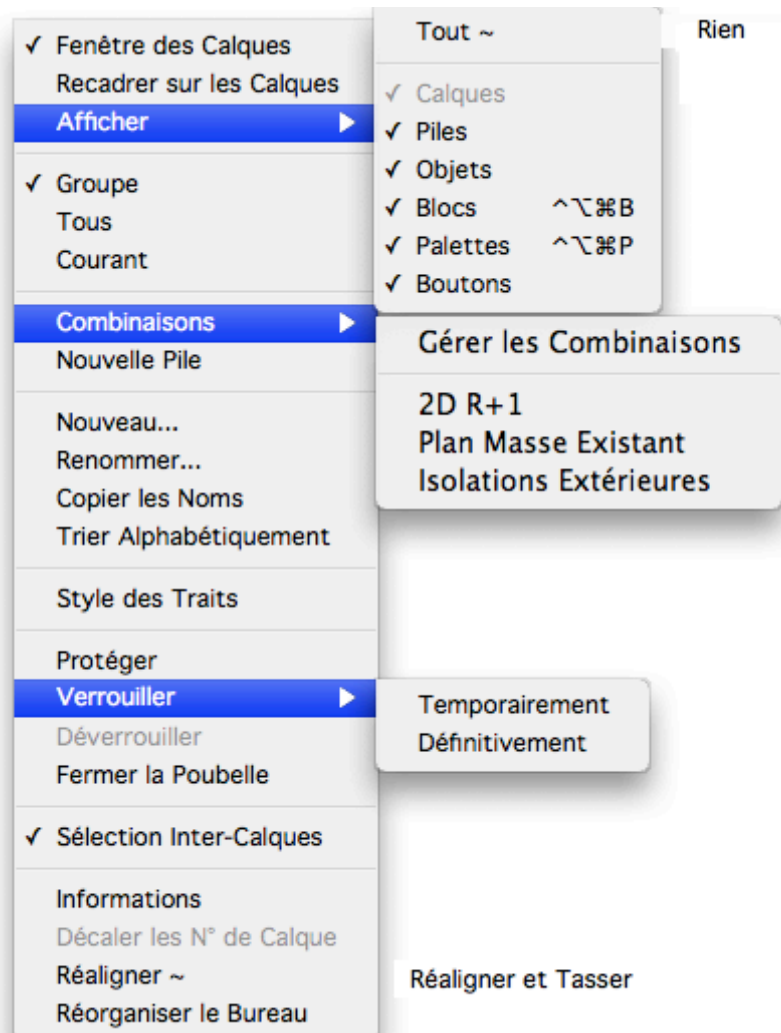 ✓ Fenêtre des Calques
Recadrer sur les Calques
Afficher
✓ Groupe
Tous
Courant
Combinaisons
Nouvelle Pile
Nouveau...
Renommer...
Copier les Noms
Trier Alphabétiquement
Style des Traits
Protéger
Verrouiller
Déverrouiller
Fermer la Poubelle
✓ Sélection Inter-Calques
Informations
Décaler les N° de Calque
Réaligner ~
Réorganiser le Bureau
Tout ~
Rien
✓ Calques
✓ Piles
✓ Objets
✓ Blocs ^⌥⌘B
✓ Palettes ^⌥⌘P
✓ Boutons
Gérer les Combinaisons
2D R+1
Plan Masse Existant
Isolations Extérieures
Temporairement
Définitivement
Réaligner et Tasser